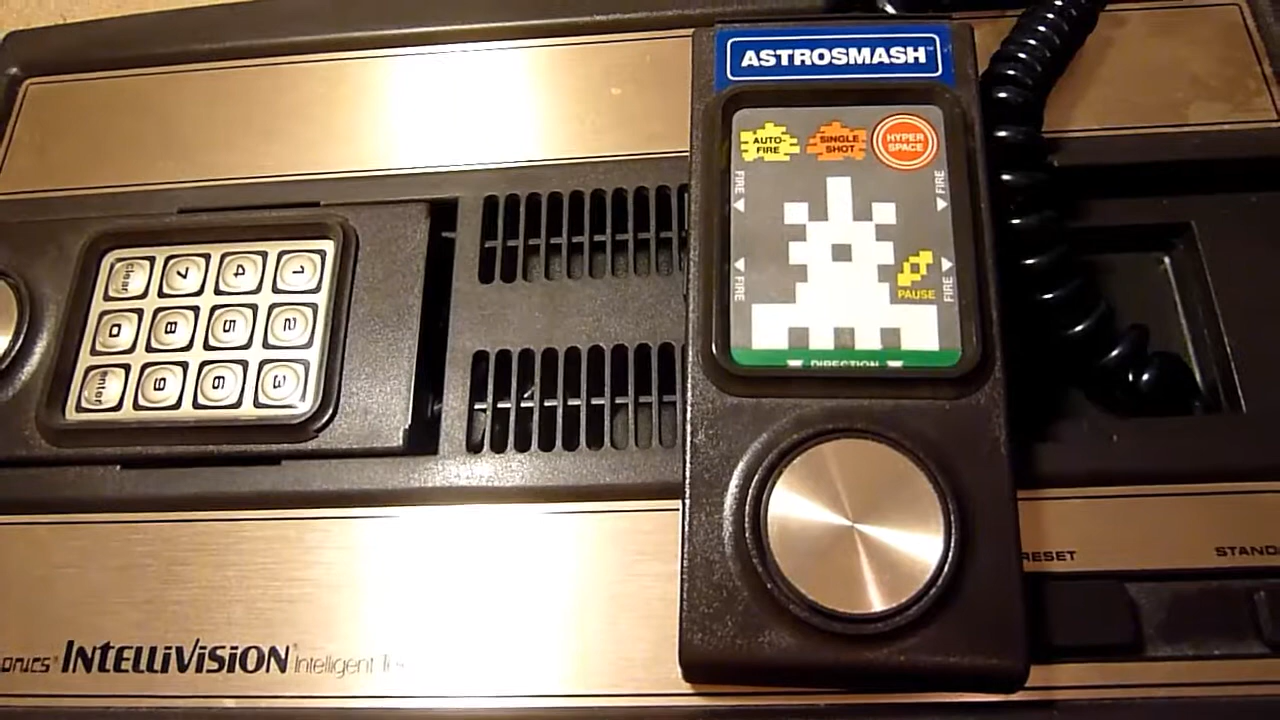 ASTROSMASH™
AUTO-
FIRE
SINGLE
SHOT
HYPER
SPACE
FIRE
FIRE
FIRE
FIRE
PAUSE
DIRECTION
clear 7 4 1
0 8 5 2
enter 9 6 3
RESET
INTELLIVISION® Intelligent